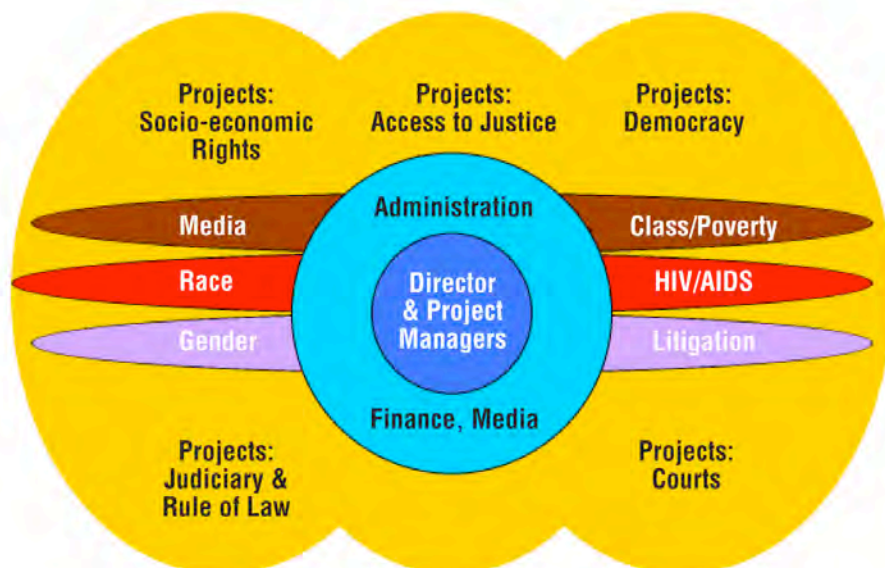 Projects:
Socio-economic
Rights
Projects:
Access to Justice
Projects:
Democracy
Administration
Media
Class/Poverty
Race
Director
& Project
Managers
HIV/AIDS
Gender
Litigation
Finance, Media
Projects:
Judiciary &
Rule of Law
Projects:
Courts